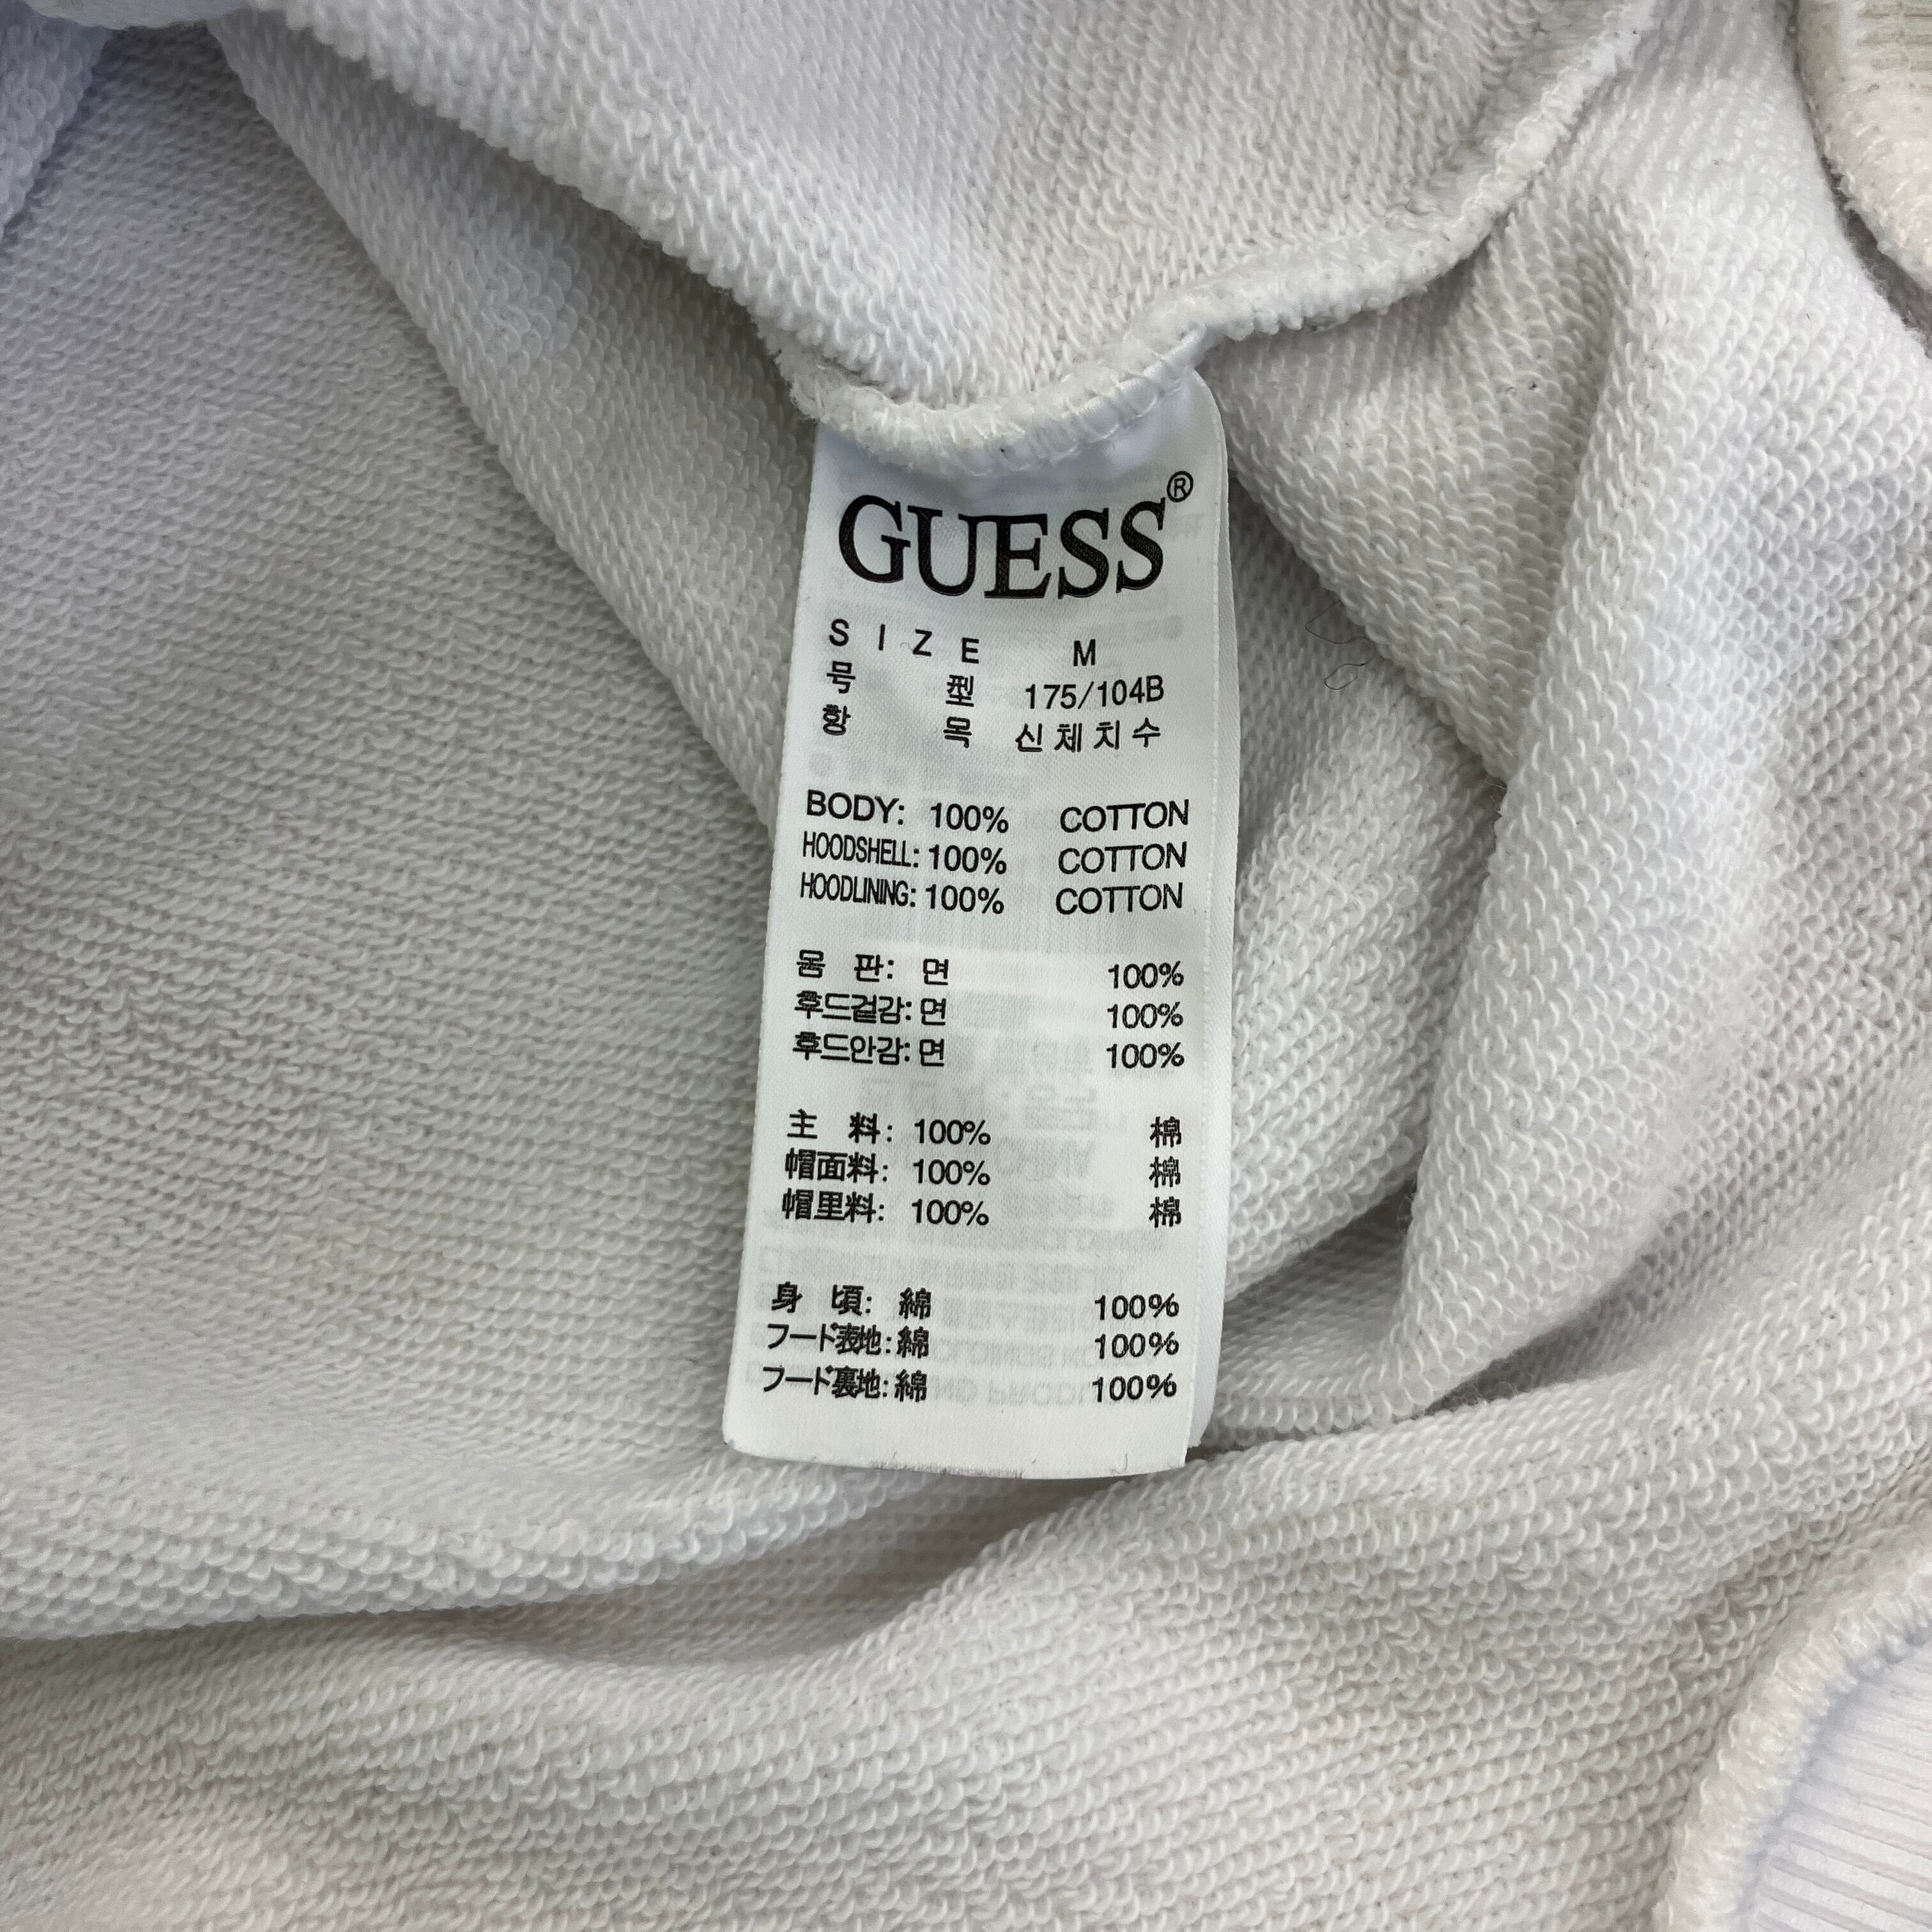 GUESS®
SIZE M
号型 175/104B
항목 신체치수
BODY: 100% COTTON
HOODSHELL: 100% COTTON
HOODLINING: 100% COTTON
몸판: 면 100%
후드겉감: 면 100%
후드안감: 면 100%
主料: 100% 棉
帽面料: 100% 棉
帽里料: 100% 棉
身頃: 綿 100%
フード表地: 綿 100%
フード裏地: 綿 100%